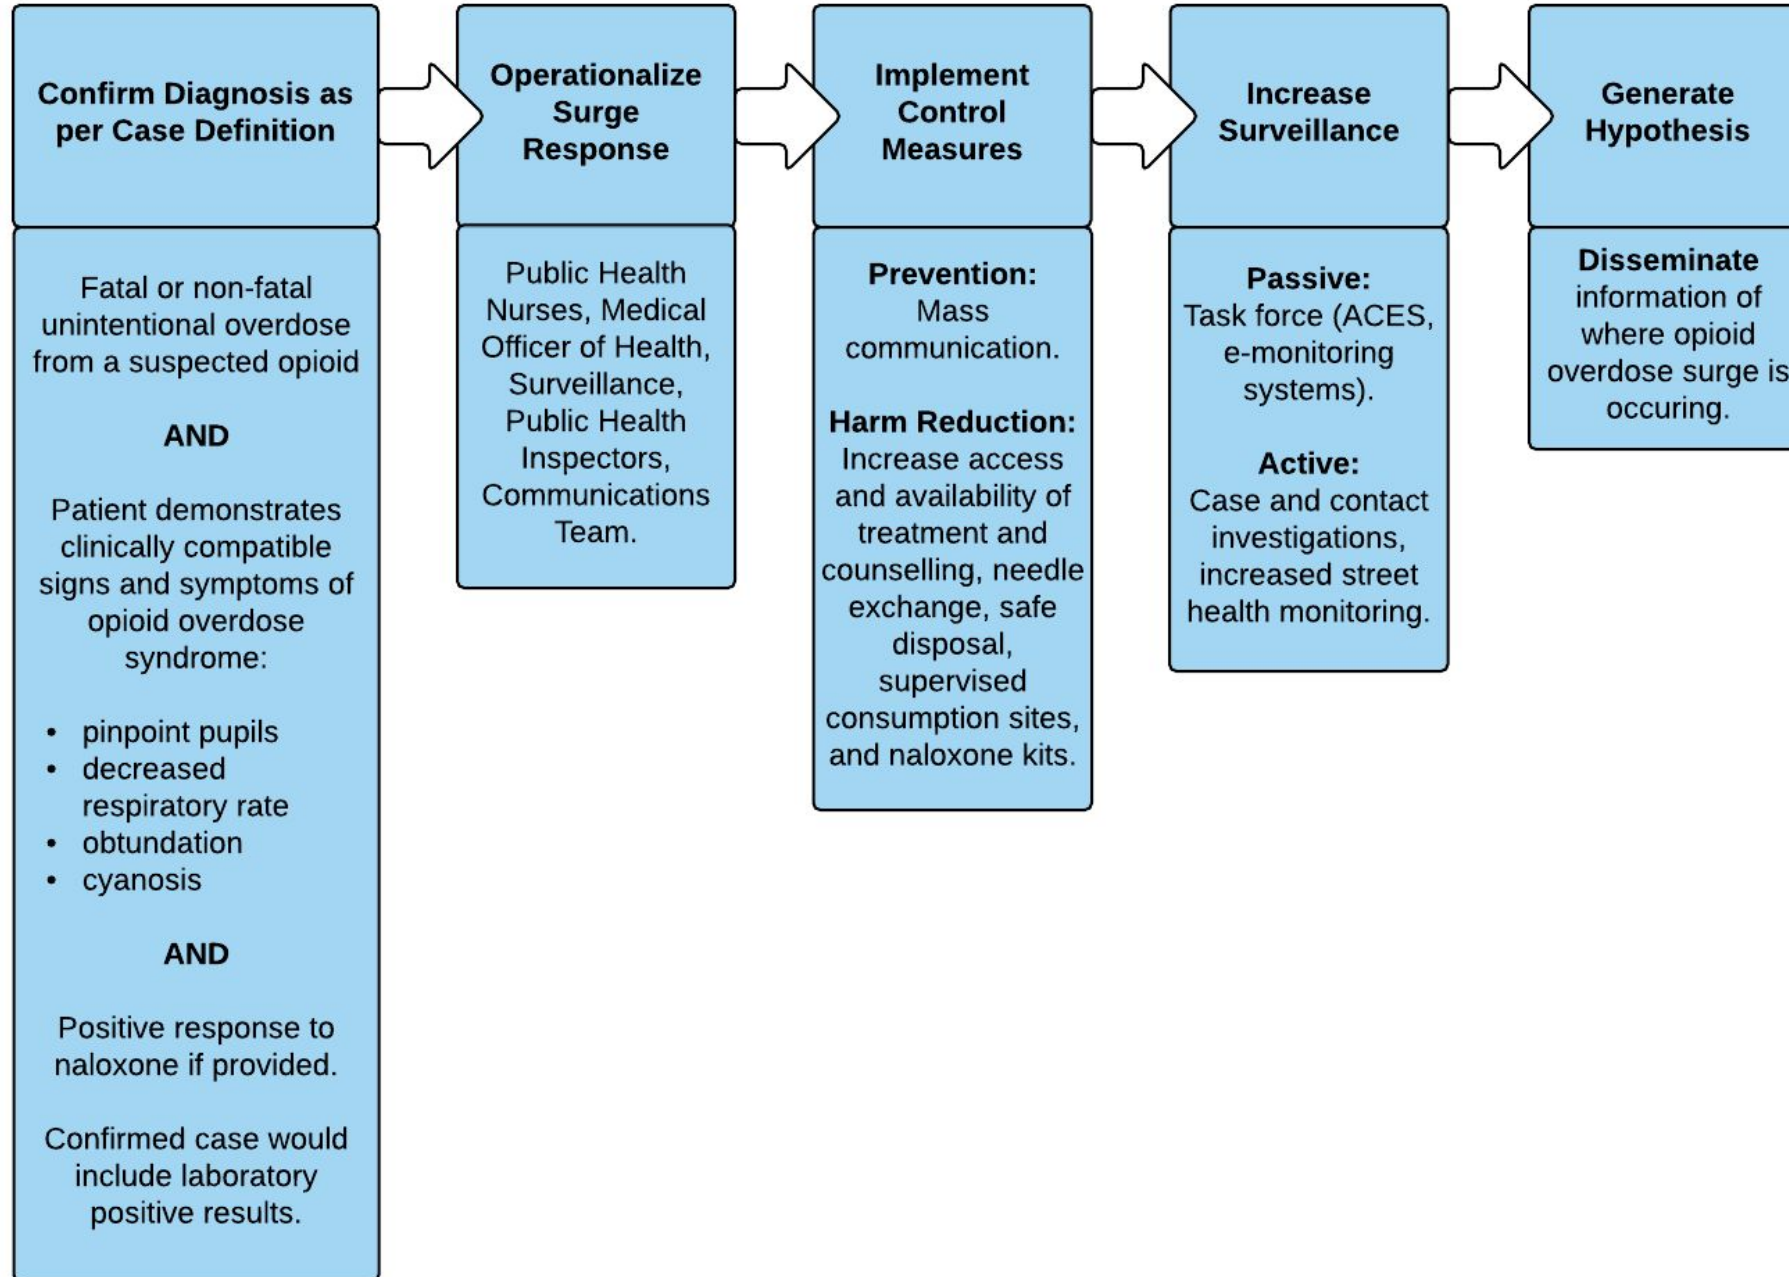 Confirm Diagnosis as
per Case Definition
Fatal or non-fatal
unintentional overdose
from a suspected opioid
AND
Patient demonstrates
clinically compatible
signs and symptoms of
opioid overdose
syndrome:
• pinpoint pupils
• decreased
respiratory rate
• obtundation
• cyanosis
AND
Positive response to
naloxone if provided.
Confirmed case would
include laboratory
positive results.
Operationalize
Surge
Response
Public Health
Nurses, Medical
Officer of Health,
Surveillance,
Public Health
Inspectors,
Communications
Team.
Implement
Control
Measures
Prevention:
Mass
communication.
Harm Reduction:
Increase access
and availability of
treatment and
counselling, needle
exchange, safe
disposal,
supervised
consumption sites,
and naloxone kits.
Increase
Surveillance
Passive:
Task force (ACES,
e-monitoring
systems).
Active:
Case and contact
investigations,
increased street
health monitoring.
Generate
Hypothesis
Disseminate
information of
where opioid
overdose surge is
occuring.